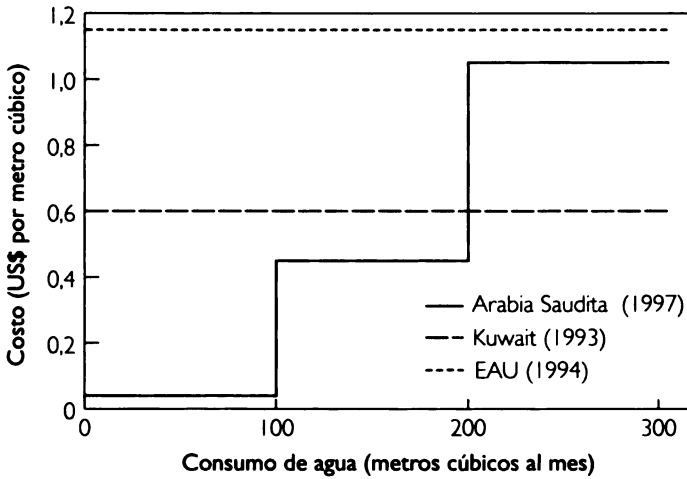 1,2
1,0
0,8
0,6
0,4
0,2
0
Costo (US$ por metro cúbico)
Arabia Saudita (1997)
Kuwait (1993)
EAU (1994)
0
100
200
300
Consumo de agua (metros cúbicos al mes)